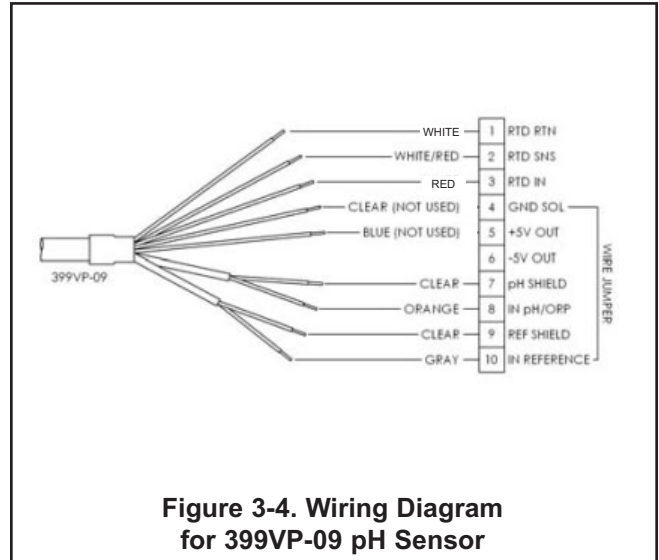 WHITE 1 RTD RTN
WHITE/RED 2 RTD SNS
RED 3 RTD IN
CLEAR (NOT USED) 4 GND SOL
BLUE (NOT USED) 5 +5V OUT
6 -5V OUT
399VP-09
CLEAR 7 pH SHIELD
ORANGE 8 IN pH/ORP
CLEAR 9 REF SHIELD
GRAY 10 IN REFERENCE
WIRE JUMPER
Figure 3-4. Wiring Diagram
for 399VP-09 pH Sensor